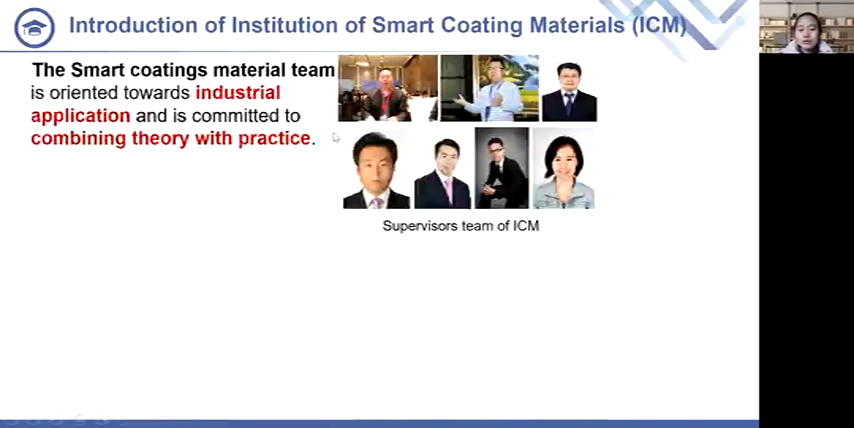 Introduction of Institution of Smart Coating Materials (ICM)
The Smart coatings material team
is oriented towards industrial
application and is committed to
combining theory with practice.
Supervisors team of ICM